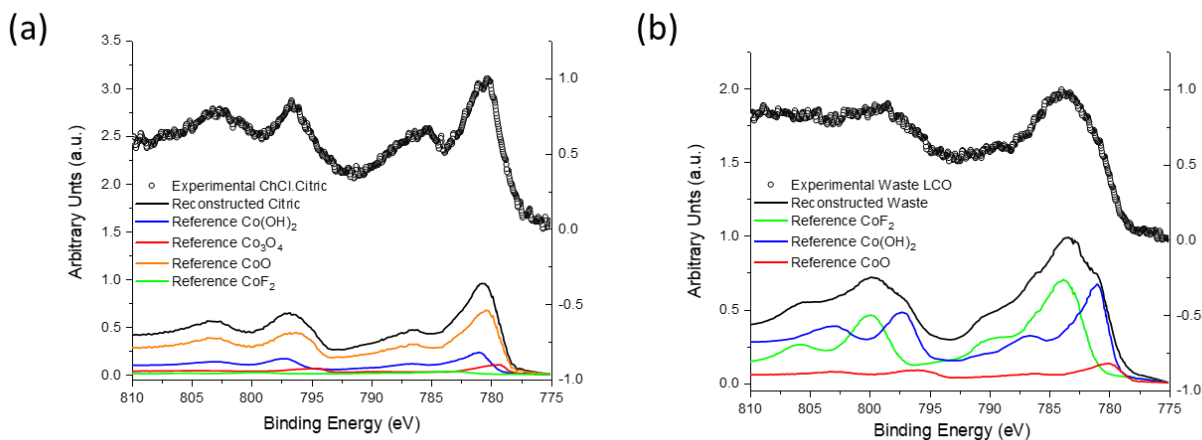 (a)
3.5
3.0
2.5
2.0
1.5
1.0
0.5
0.0
Arbitrary Unts (a.u.)
1.0
0.5
0.0
-0.5
-1.0
Experimental ChCl.Citric
Reconstructed Citric
Reference Co(OH)2
Reference Co3O4
Reference CoO
Reference CoF2
810 805 800 795 790 785 780 775
Binding Energy (eV)
(b)
2.0
1.5
1.0
0.5
0.0
Arbitrary Unts (a.u.)
1.0
0.5
0.0
-0.5
-1.0
Experimental Waste LCO
Reconstructed Waste
Reference CoF2
Reference Co(OH)2
Reference CoO
810 805 800 795 790 785 780 775
Binding Energy (eV)